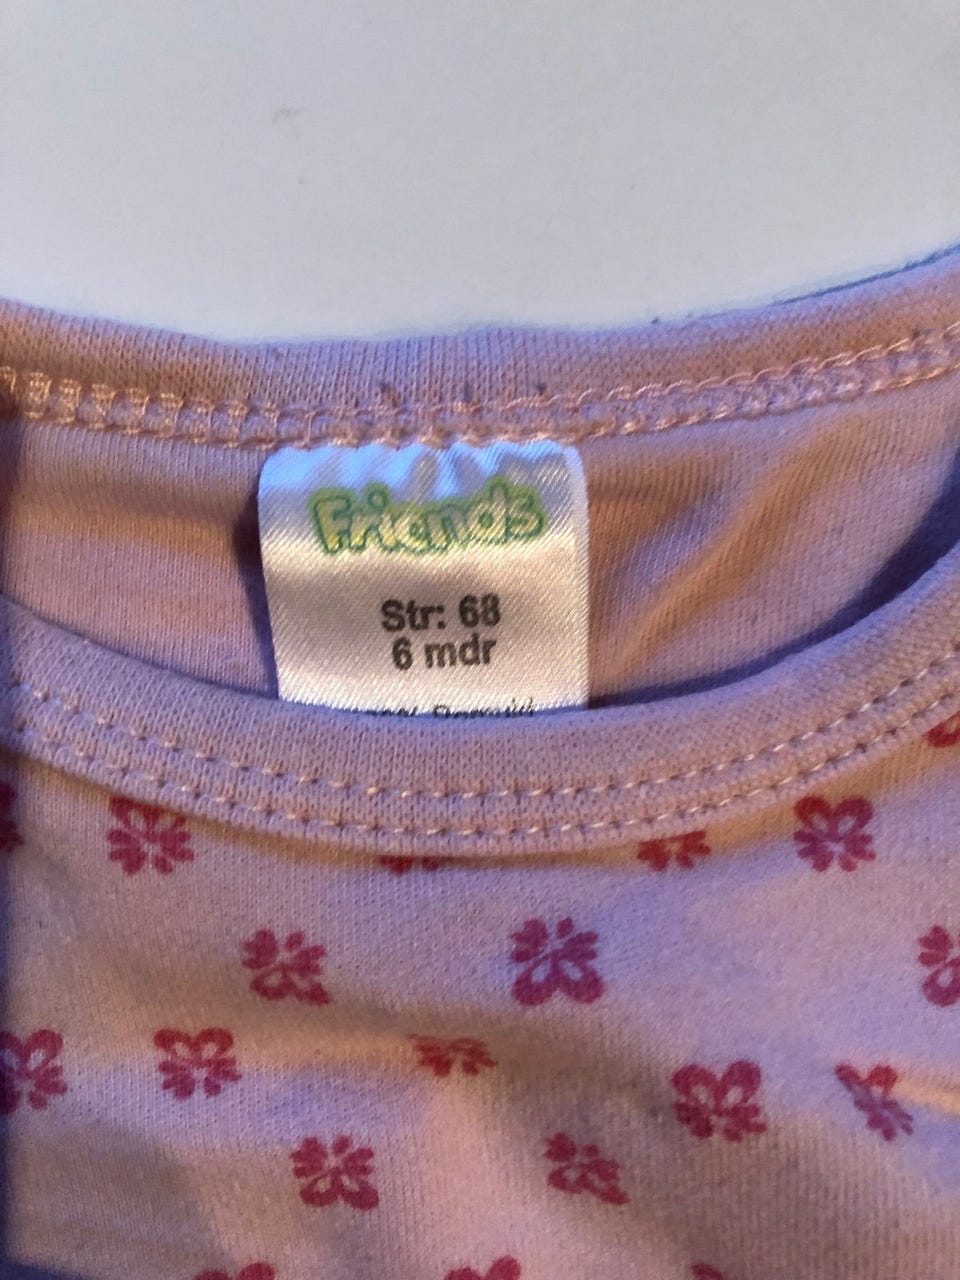 Friends
Str: 68
6 mdr